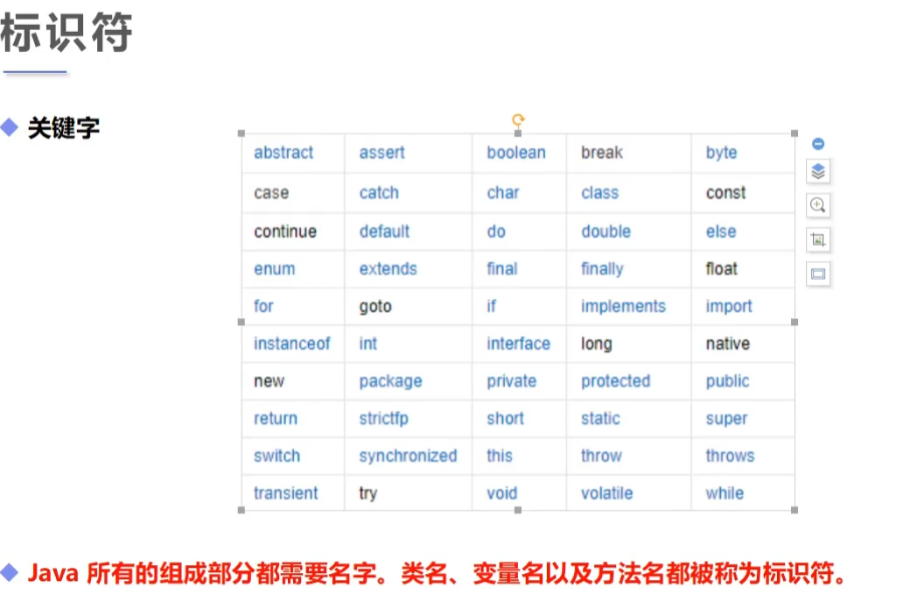 标识符
关键字
abstract assert boolean break byte
case catch char class const
continue default do double else
enum extends final finally float
for goto if implements import
instanceof int interface long native
new package private protected public
return strictfp short static super
switch synchronized this throw throws
transient try void volatile while
Java 所有的组成部分都需要名字。类名、变量名以及方法名都被称为标识符。